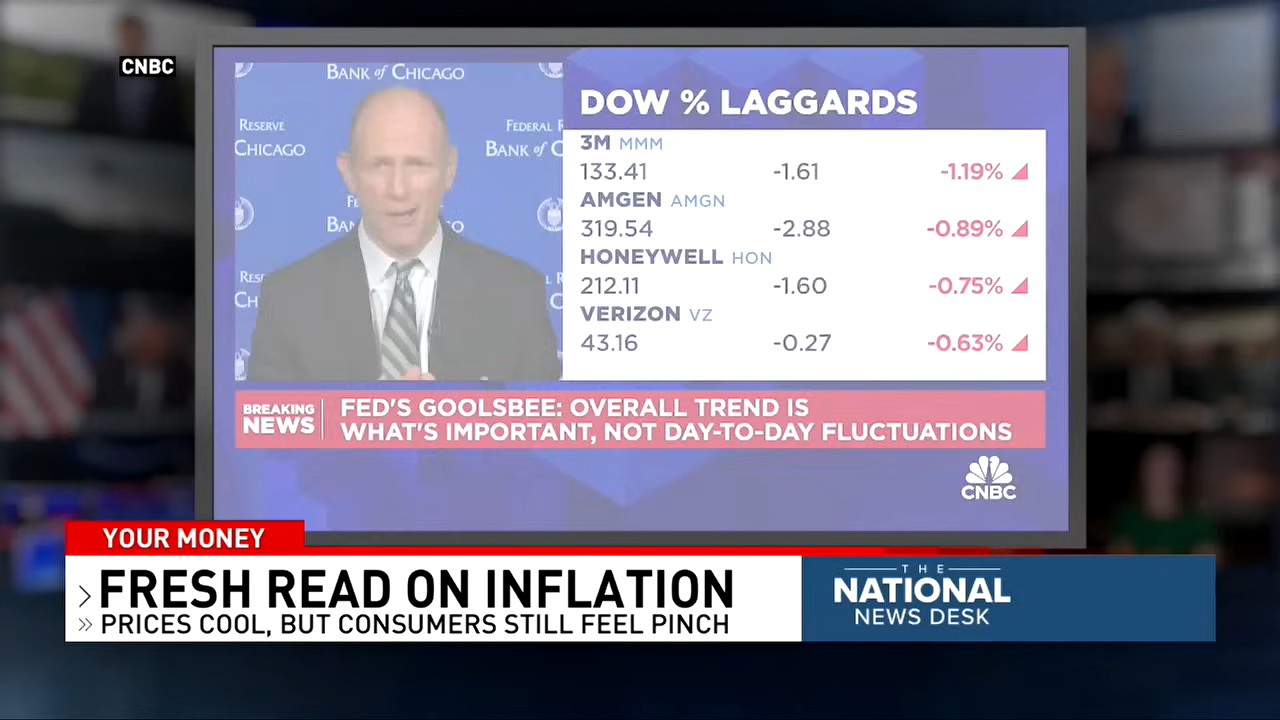 CNBC
BANK of CHICAGO
RESERVE
CHICAGO
FEDERAL
BANK of
DOW % LAGGARDS
3M MMM
133.41 -1.61 -1.19%
AMGEN AMGN
319.54 -2.88 -0.89%
HONEYWELL HON
212.11 -1.60 -0.75%
VERIZON VZ
43.16 -0.27 -0.63%
BREAKING
NEWS
FED'S GOOLSBEE: OVERALL TREND IS
WHAT'S IMPORTANT, NOT DAY-TO-DAY FLUCTUATIONS
CNBC
YOUR MONEY
FRESH READ ON INFLATION
PRICES COOL, BUT CONSUMERS STILL FEEL PINCH
THE
NATIONAL
NEWS DESK